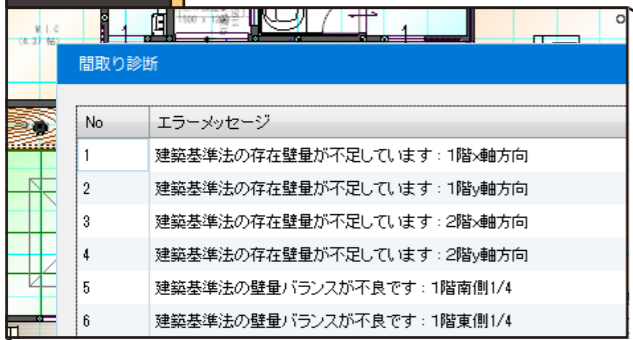 W.I.C
間取り診断
No エラーメッセージ
1 建築基準法の存在壁量が不足しています：1階x軸方向
2 建築基準法の存在壁量が不足しています：1階y軸方向
3 建築基準法の存在壁量が不足しています：2階x軸方向
4 建築基準法の存在壁量が不足しています：2階y軸方向
5 建築基準法の壁量バランスが不良です：1階南側1/4
6 建築基準法の壁量バランスが不良です：1階東側1/4